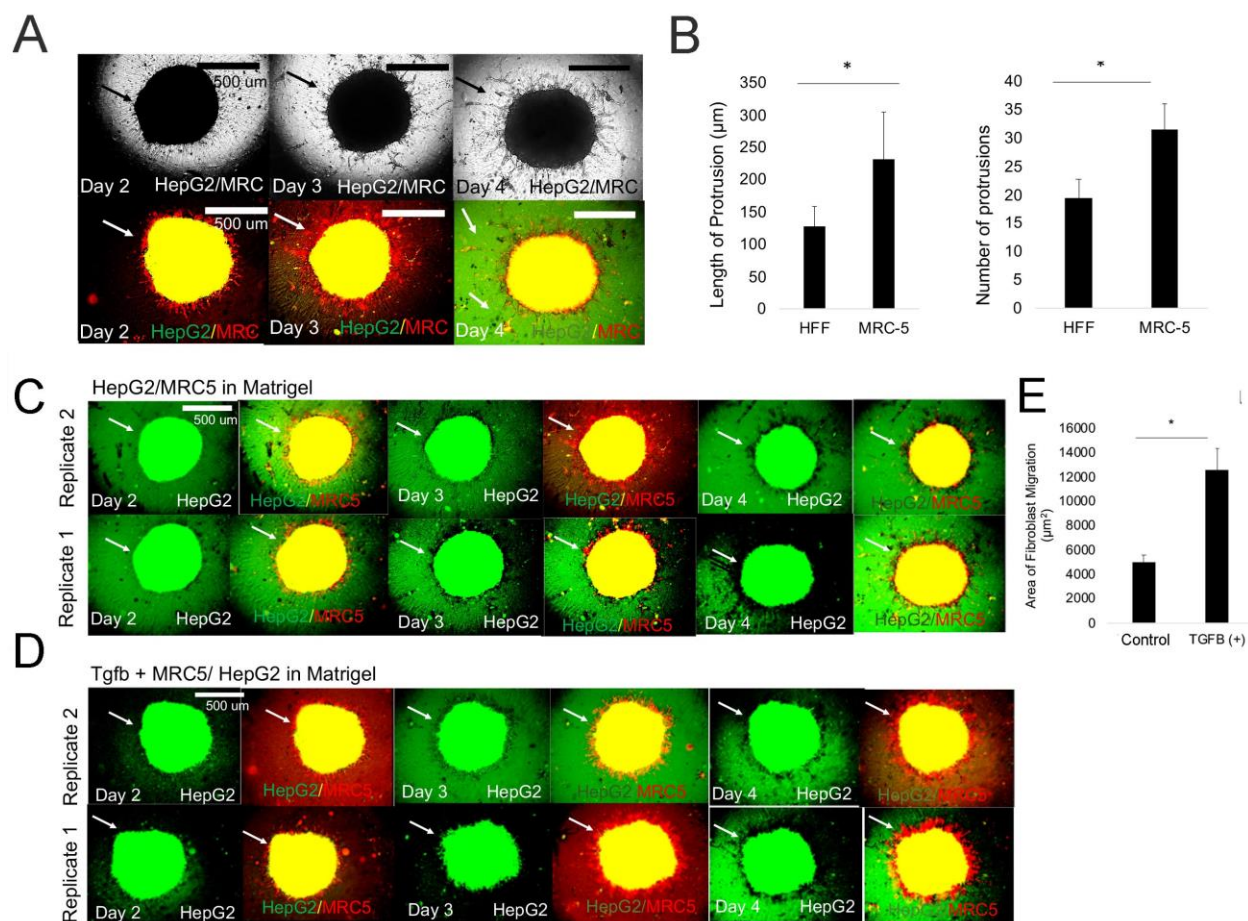 A
500 um
Day 2 HepG2/MRC
Day 3 HepG2/MRC
Day 4 HepG2/MRC
500 um
Day 2 HepG2/MRC
Day 3 HepG2/MRC
Day 4 HepG2/MRC
B
Length of Protrusion (µm)
350
300
250
200
150
100
50
0
*
HFF MRC-5
Number of protrusions
40
35
30
25
20
15
10
5
0
*
HFF MRC-5
C
HepG2/MRC5 in Matrigel
Replicate 2
500 um
Day 2 HepG2
HepG2/MRC5
Day 3 HepG2
HepG2/MRC5
Day 4 HepG2
HepG2/MRC5
Replicate 1
Day 2 HepG2
HepG2/MRC5
Day 3 HepG2
HepG2/MRC5
Day 4 HepG2
HepG2/MRC5
D
Tgfb + MRC5/ HepG2 in Matrigel
Replicate 2
500 um
Day 2 HepG2
HepG2/MRC5
Day 3 HepG2
HepG2 MRC5
Day 4 HepG2
HepG2/MRC5
Replicate 1
Day 2 HepG2
HepG2/MRC5
Day 3 HepG2
HepG2/MRC5
Day 4 HepG2
HepG2/MRC5
E
Area of Fibroblast Migration
(µm²)
16000
14000
12000
10000
8000
6000
4000
2000
0
*
Control TGFB (+)